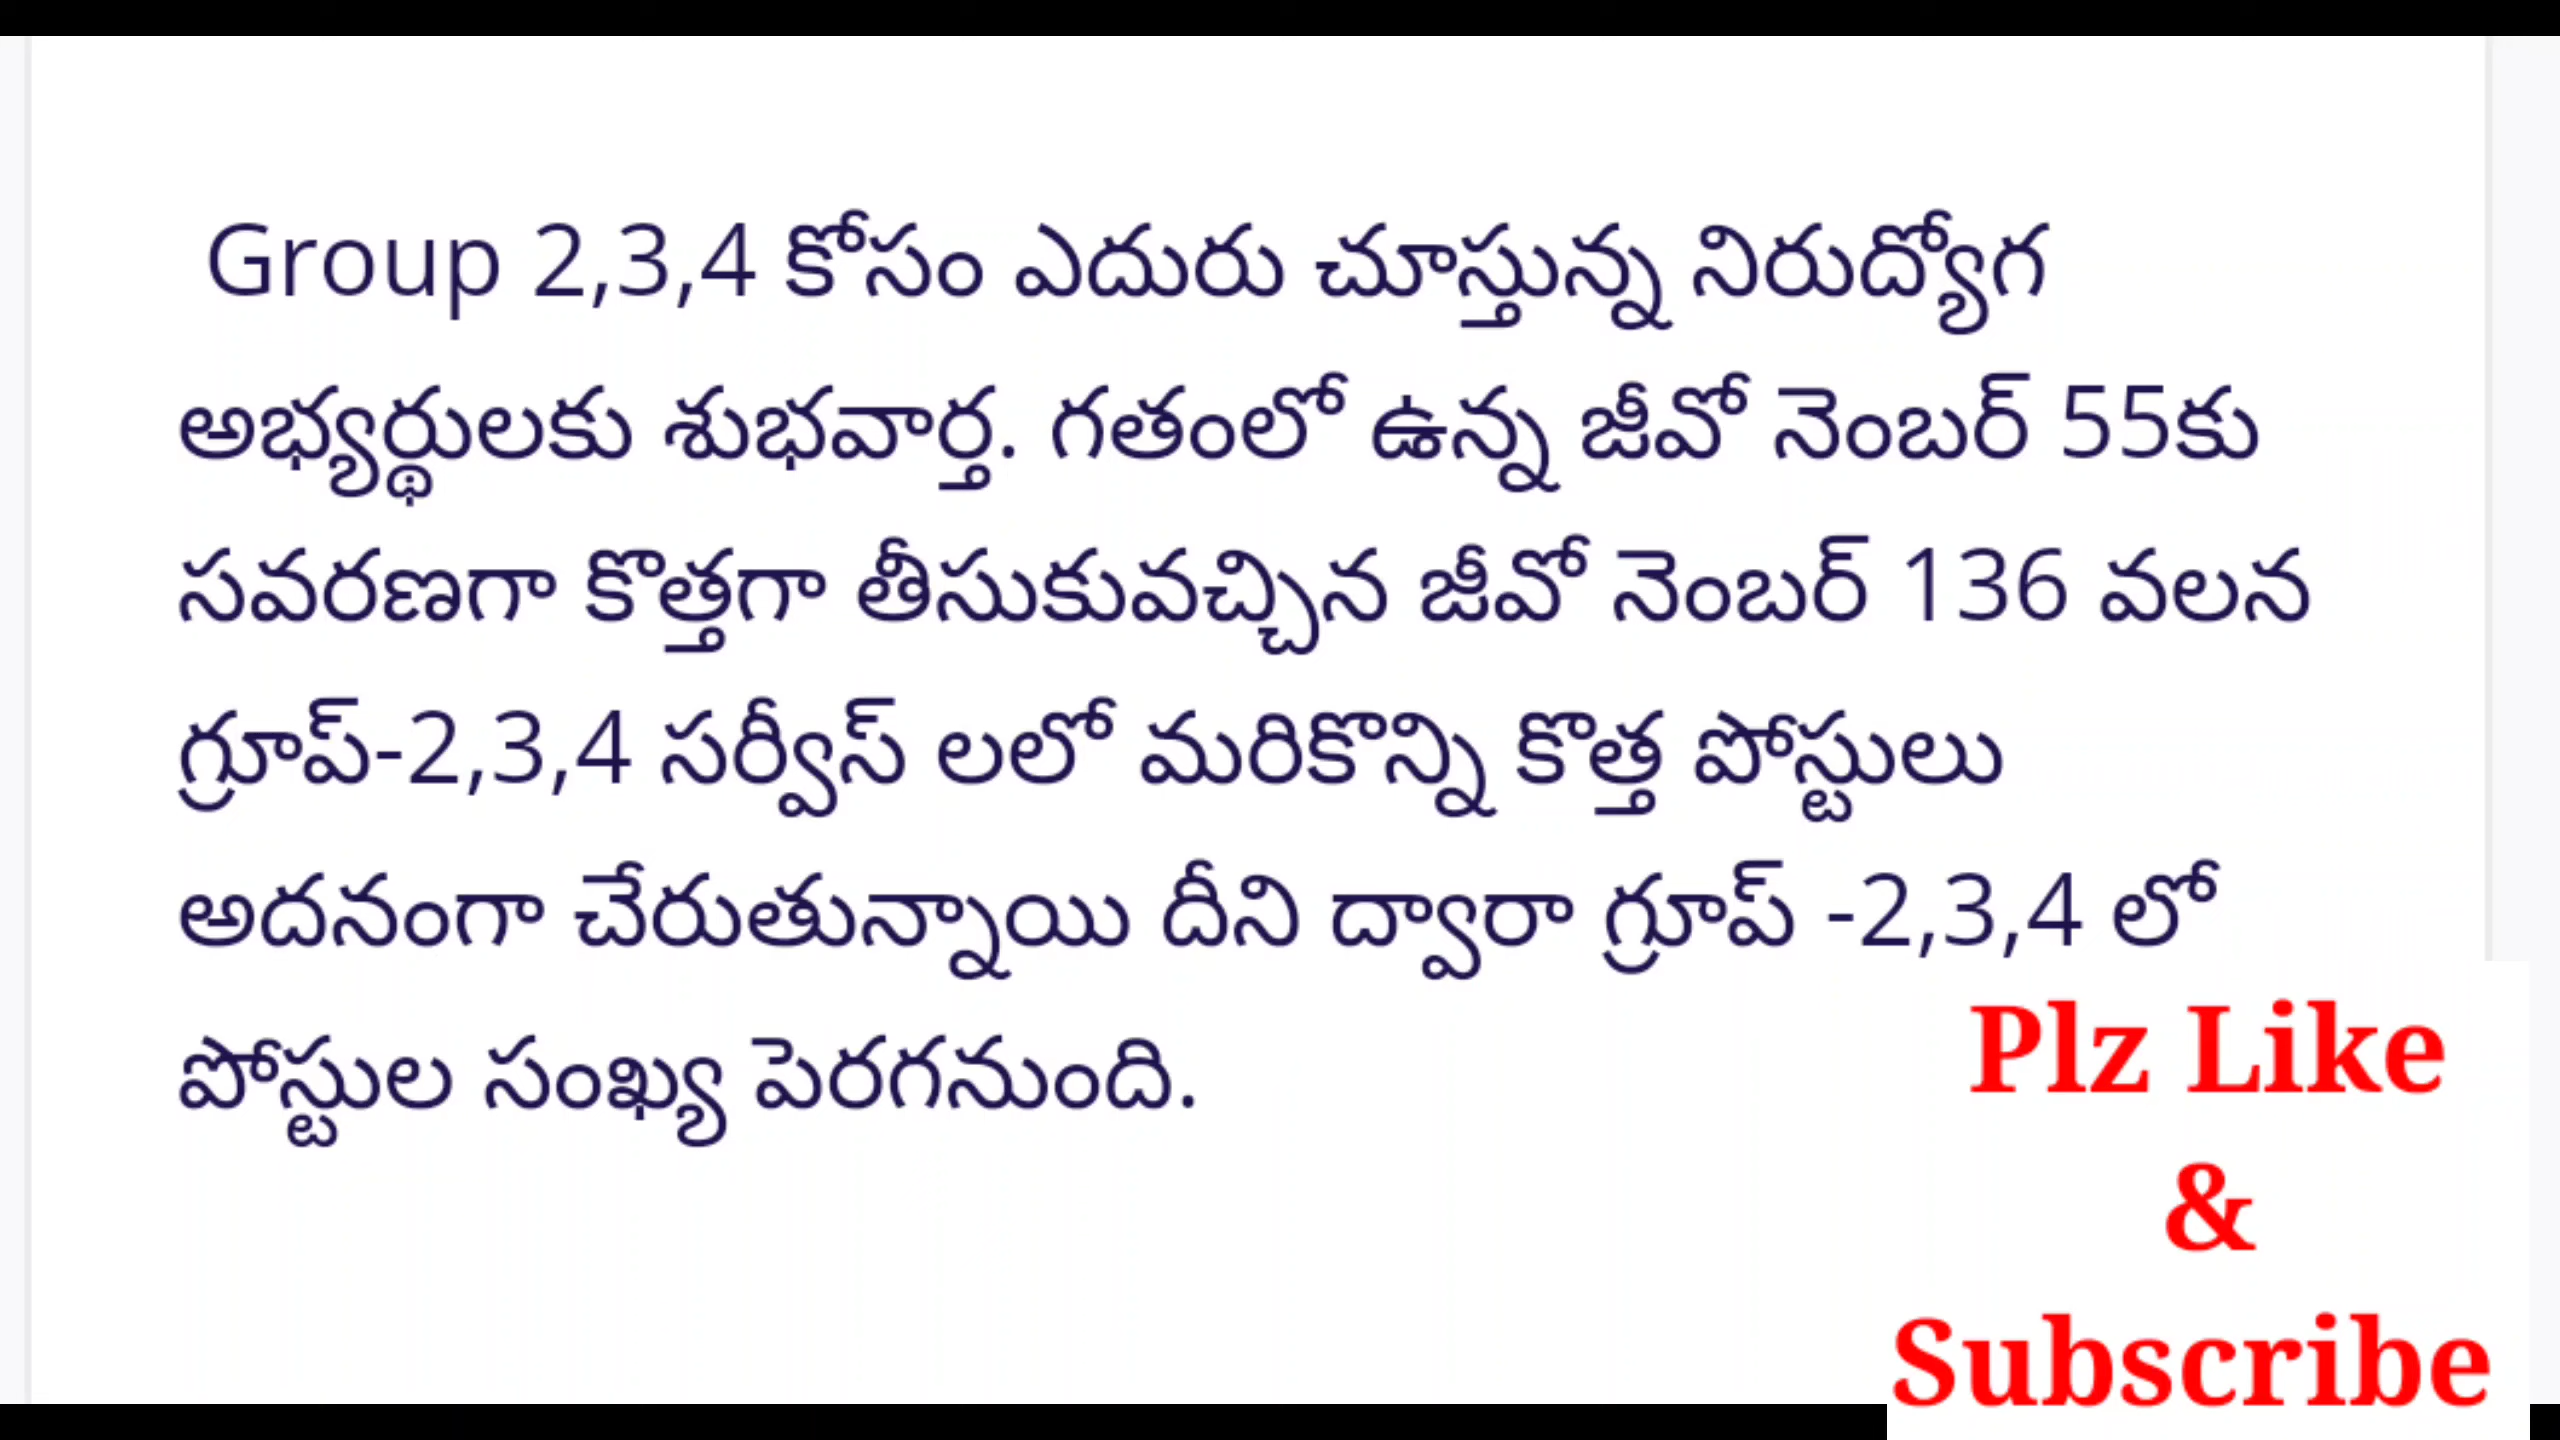 Group 2,3,4 కోసం ఎదురు చూస్తున్న నిరుద్యోగ
అభ్యర్థులకు శుభవార్త. గతంలో ఉన్న జీవో నెంబర్ 55కు
సవరణగా కొత్తగా తీసుకువచ్చిన జీవో నెంబర్ 136 వలన
గ్రూప్-2,3,4 సర్వీస్ లలో మరికొన్ని కొత్త పోస్టులు
అదనంగా చేరుతున్నాయి దీని ద్వారా గ్రూప్ -2,3,4 లో
పోస్టుల సంఖ్య పెరగనుంది.
Plz Like
&
Subscribe